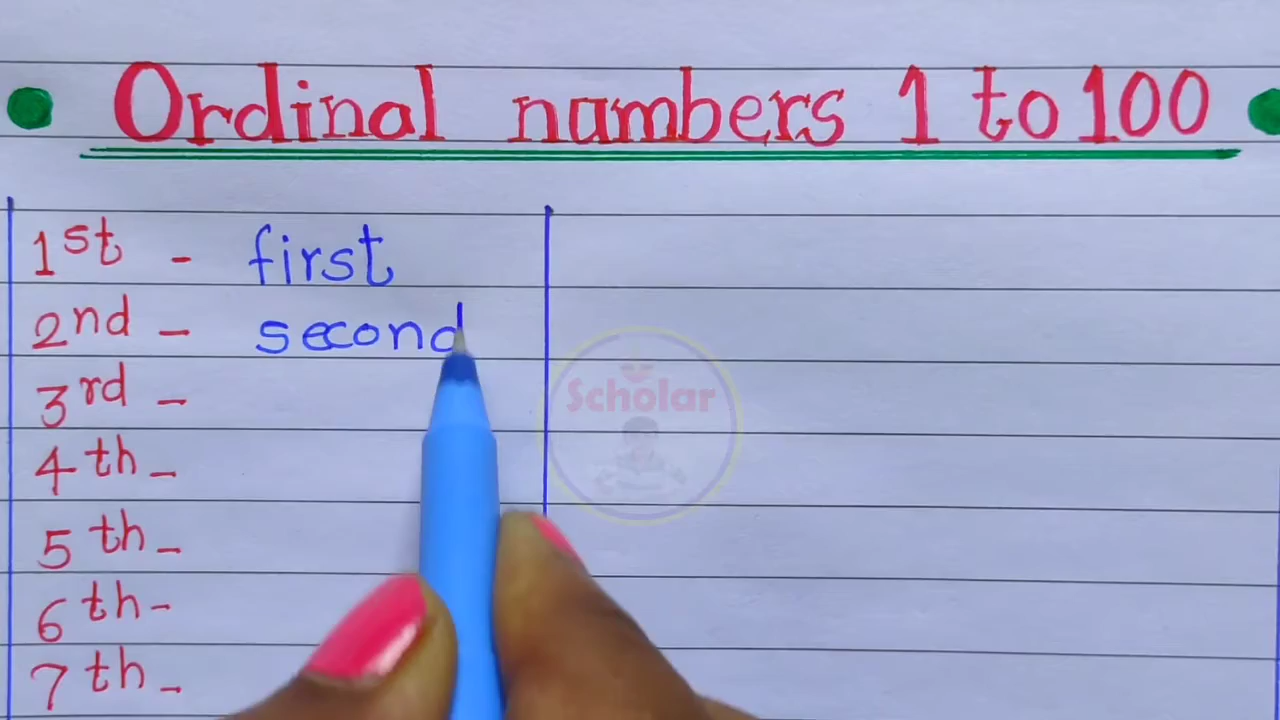 Ordinal numbers 1 to 100
1st - first
2nd - second
3rd -
4th -
5th -
6th -
7th -
Scholar